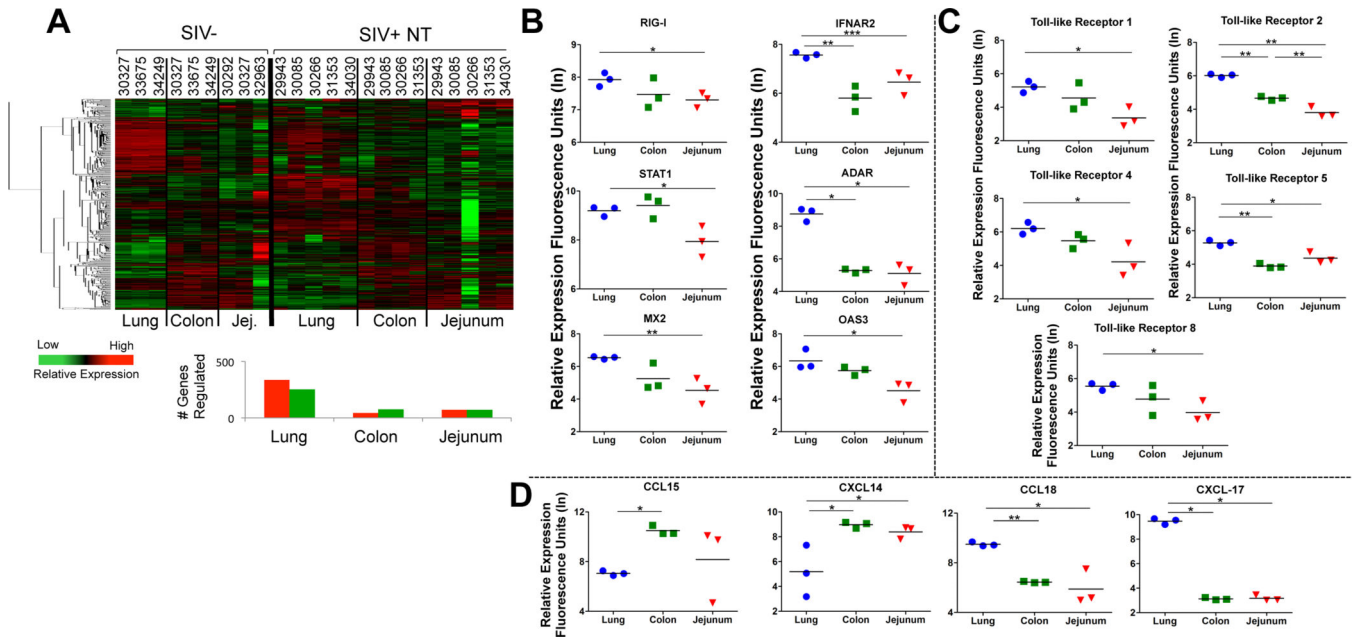 A
SIV-
SIV+ NT
30327 33675 34249 30327 33675 34249 30292 30327 32963 29943 30085 30266 31353 34030 29943 30085 30266 31353 29943 30085 30266 31353 34030
Lung Colon Jej. Lung Colon Jejunum
Low High
Relative Expression
# Genes Regulated
500
0
Lung Colon Jejunum
B
Relative Expression Fluorescence Units (ln)
RIG-I
*
10
9
8
7
6
Lung Colon Jejunum
STAT1
*
10
8
6
Lung Colon Jejunum
MX2
**
8
6
4
2
Lung Colon Jejunum
Relative Expression Fluorescence Units (ln)
IFNAR2
***
**
8
6
4
Lung Colon Jejunum
ADAR
*
*
10
8
6
4
Lung Colon Jejunum
OAS3
*
8
6
4
2
Lung Colon Jejunum
C
Relative Expression Fluorescence Units (ln)
Toll-like Receptor 1
*
8
6
4
2
Lung Colon Jejunum
Toll-like Receptor 2
**
** **
8
6
4
2
Lung Colon Jejunum
Toll-like Receptor 4
*
8
6
4
2
Lung Colon Jejunum
Toll-like Receptor 5
*
**
8
6
4
2
Lung Colon Jejunum
Toll-like Receptor 8
Relative Expression
Fluorescence Units (ln)
*
8
6
4
2
Lung Colon Jejunum
D
Relative Expression
Fluorescence Units (ln)
CCL15
*
12
8
4
Lung Colon Jejunum
CXCL14
*
*
12
10
8
6
4
2
Lung Colon Jejunum
CCL18
*
**
12
10
8
6
4
Lung Colon Jejunum
CXCL-17
*
*
10
8
6
4
2
Lung Colon Jejunum